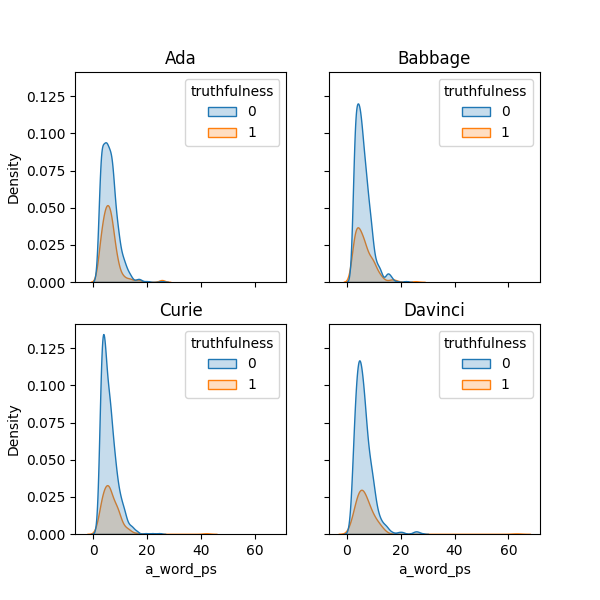 Ada
Babbage
truthfulness
0
1
truthfulness
0
1
Density
0.125
0.100
0.075
0.050
0.025
0.000
Curie
Davinci
truthfulness
0
1
truthfulness
0
1
Density
0.125
0.100
0.075
0.050
0.025
0.000
0 20 40 60
0 20 40 60
a_word_ps
a_word_ps